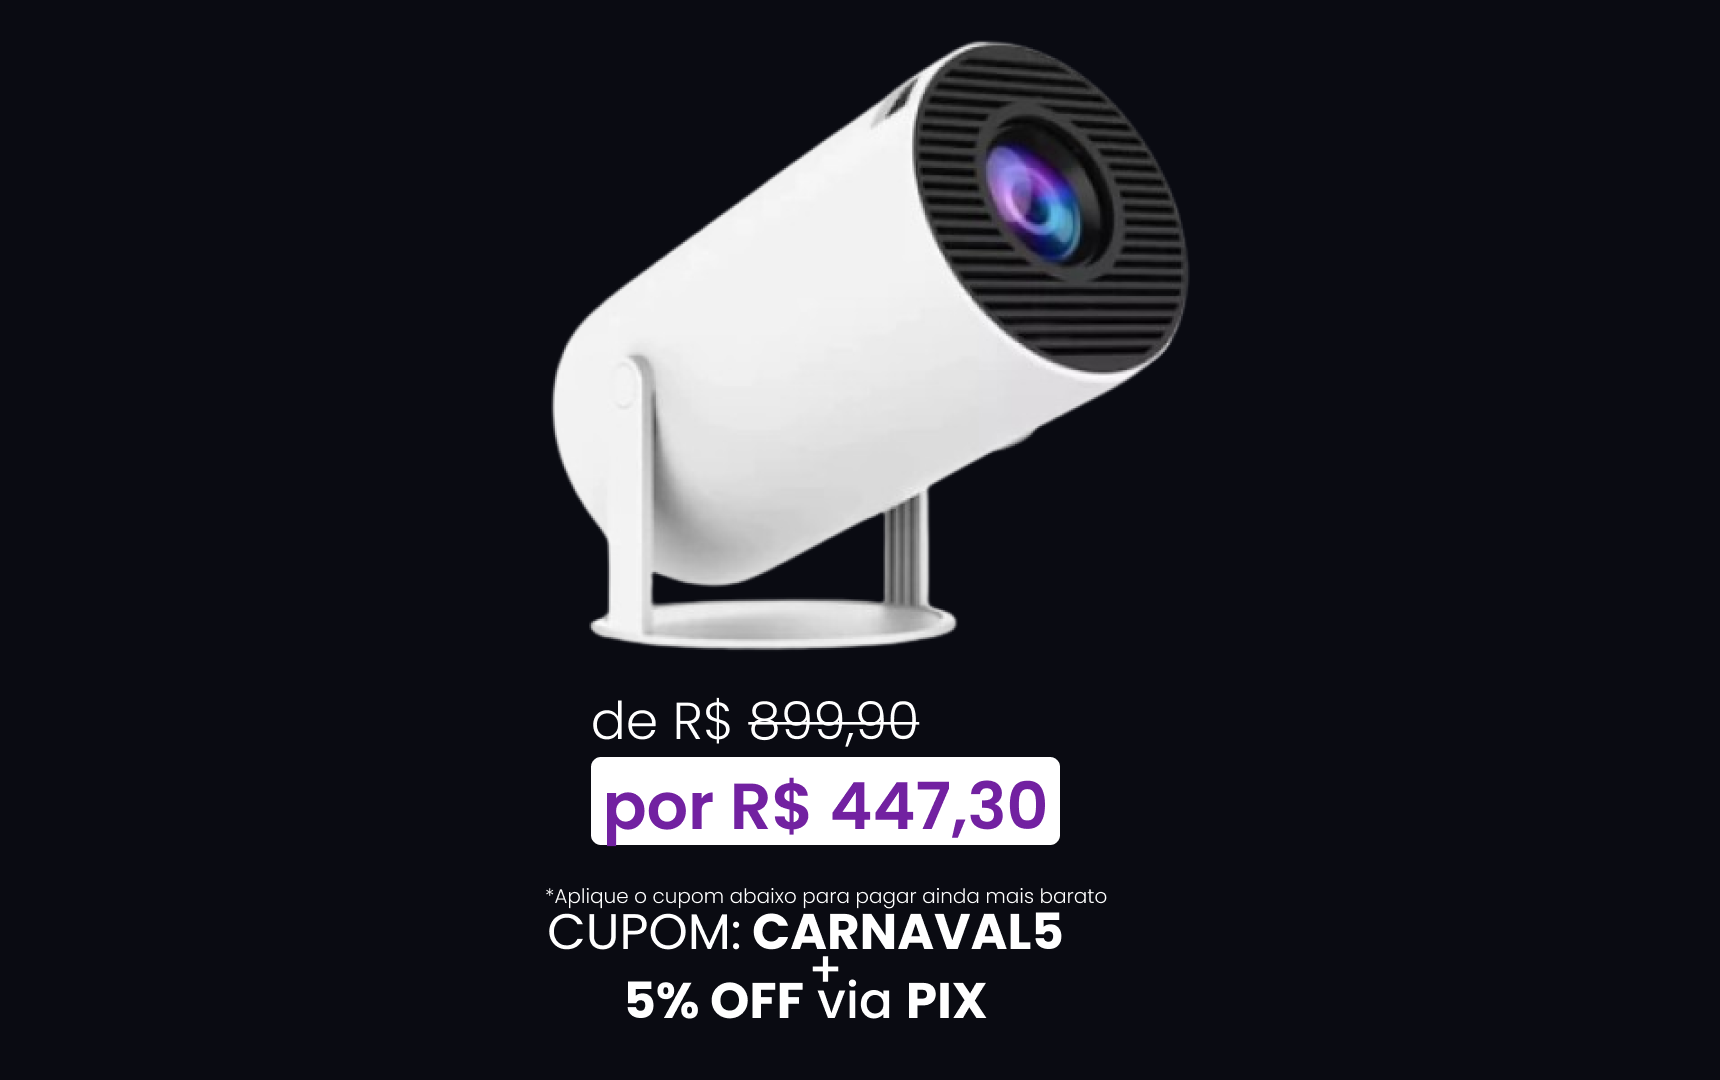 de R$ 899,90
por R$ 447,30
*Aplique o cupom abaixo para pagar ainda mais barato
CUPOM: CARNAVAL5
+
5% OFF via PIX